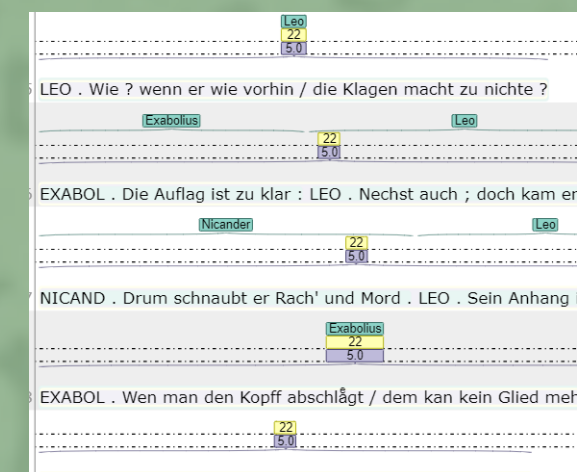 Leo
22
5.0
LEO . Wie ? wenn er wie vorhin / die Klagen macht zu nichte ?
Exabolius Leo
22
5.0
EXABOL . Die Auflag ist zu klar : LEO . Nechst auch ; doch kam
Nicander Leo
22
5.0
NICAND . Drum schnaubt er Rach' und Mord . LEO . Sein Anhang
Exabolius
22
5.0
EXABOL . Wen man den Kopff abschlaͤgt / dem kan kein Glied
22
5.0